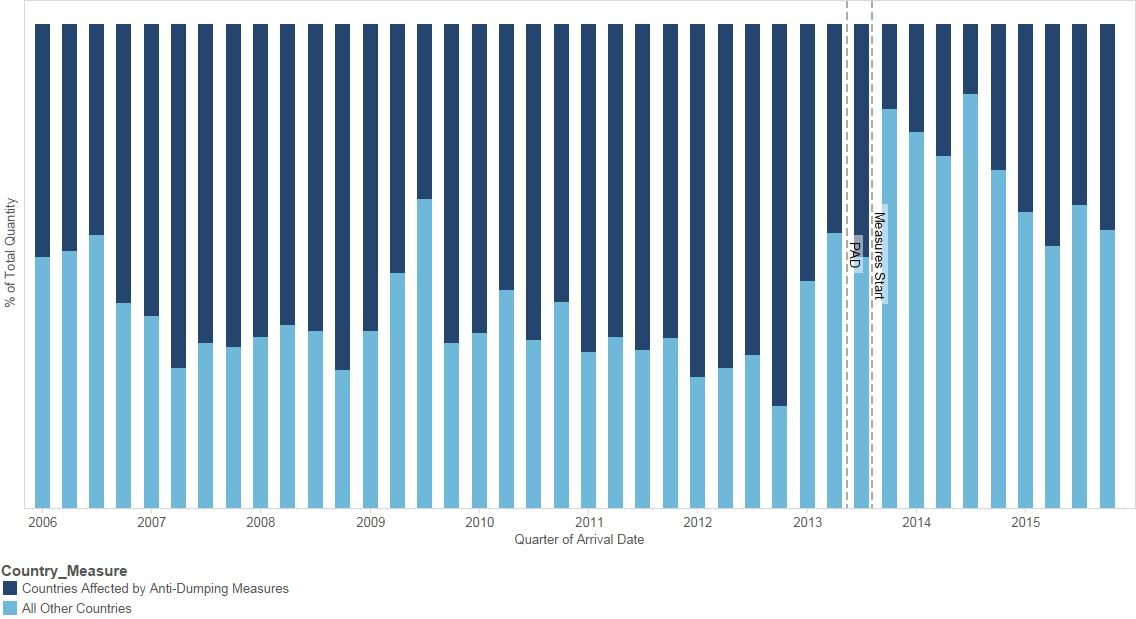 % of Total Quantity
PAD
Measures Start
2006 2007 2008 2009 2010 2011 2012 2013 2014 2015
Quarter of Arrival Date
Country_Measure
Countries Affected by Anti-Dumping Measures
All Other Countries